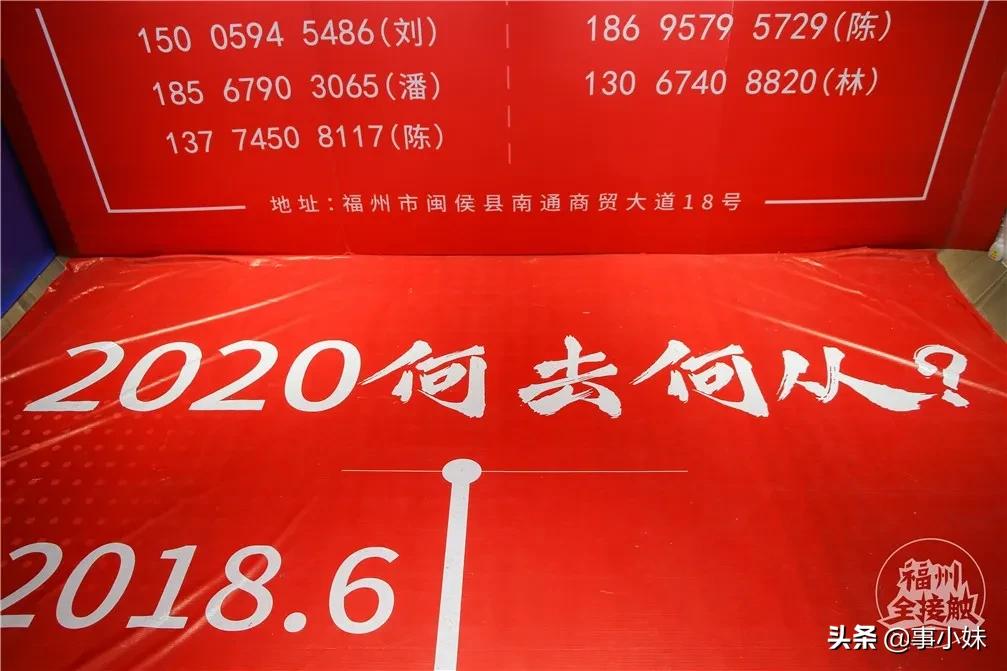 150 0594 5486(刘)
186 9579 5729(陈)
185 6790 3065(潘)
130 6740 8820(林)
137 7450 8117(陈)
地址：福州市闽侯县南通商贸大道18号
2020何去何从?
2018.6
福州
全接触
头条 @事小妹